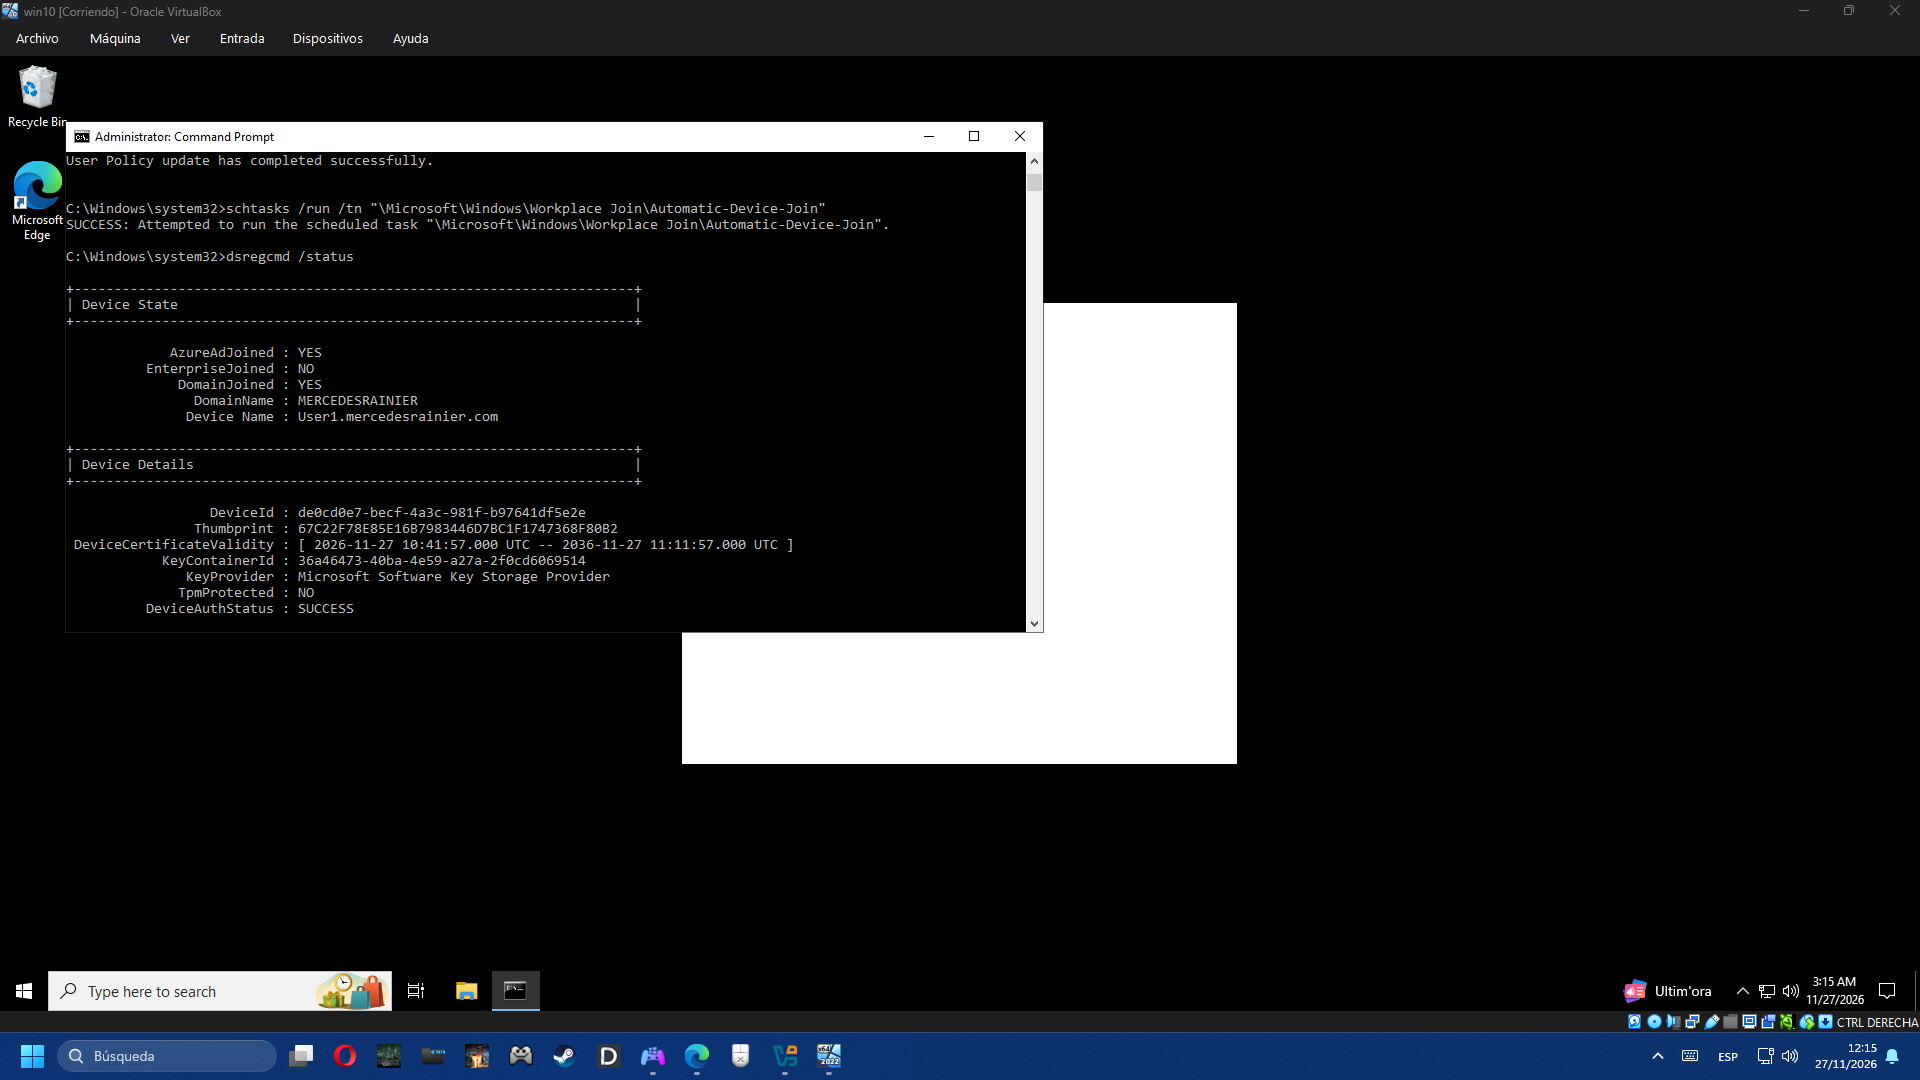 win10 [Corriendo] - Oracle VirtualBox
Archivo Máquina Ver Entrada Dispositivos Ayuda
Recycle Bin
Microsoft
Edge
Administrator: Command Prompt
User Policy update has completed successfully.
C:\Windows\system32>schtasks /run /tn "\Microsoft\Windows\Workplace Join\Automatic-Device-Join"
SUCCESS: Attempted to run the scheduled task "\Microsoft\Windows\Workplace Join\Automatic-Device-Join".
C:\Windows\system32>dsregcmd /status
+----------------------------------------------------------------------+
| Device State |
+----------------------------------------------------------------------+
AzureAdJoined : YES
EnterpriseJoined : NO
DomainJoined : YES
DomainName : MERCEDESRAINIER
Device Name : User1.mercedesrainier.com
+----------------------------------------------------------------------+
| Device Details |
+----------------------------------------------------------------------+
DeviceId : de0cd0e7-becf-4a3c-981f-b97641df5e2e
Thumbprint : 67C22F78E85E16B7983446D7BC1F1747368F80B2
DeviceCertificateValidity : [ 2026-11-27 10:41:57.000 UTC -- 2036-11-27 11:11:57.000 UTC ]
KeyContainerId : 36a46473-40ba-4e59-a27a-2f0cd6069514
KeyProvider : Microsoft Software Key Storage Provider
TpmProtected : NO
DeviceAuthStatus : SUCCESS
Type here to search
Ultim'ora
3:15 AM
11/27/2026
CTRL DERECHA
Búsqueda
ESP
12:15
27/11/2026